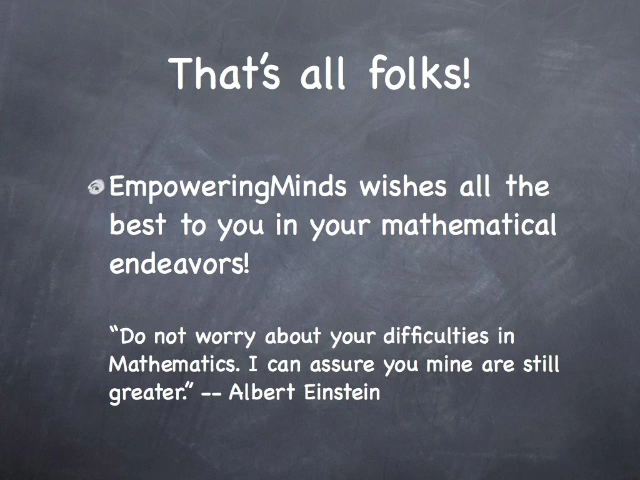 That's all folks!
EmpoweringMinds wishes all the
best to you in your mathematical
endeavors!
“Do not worry about your difficulties in
Mathematics. I can assure you mine are still
greater.” -- Albert Einstein